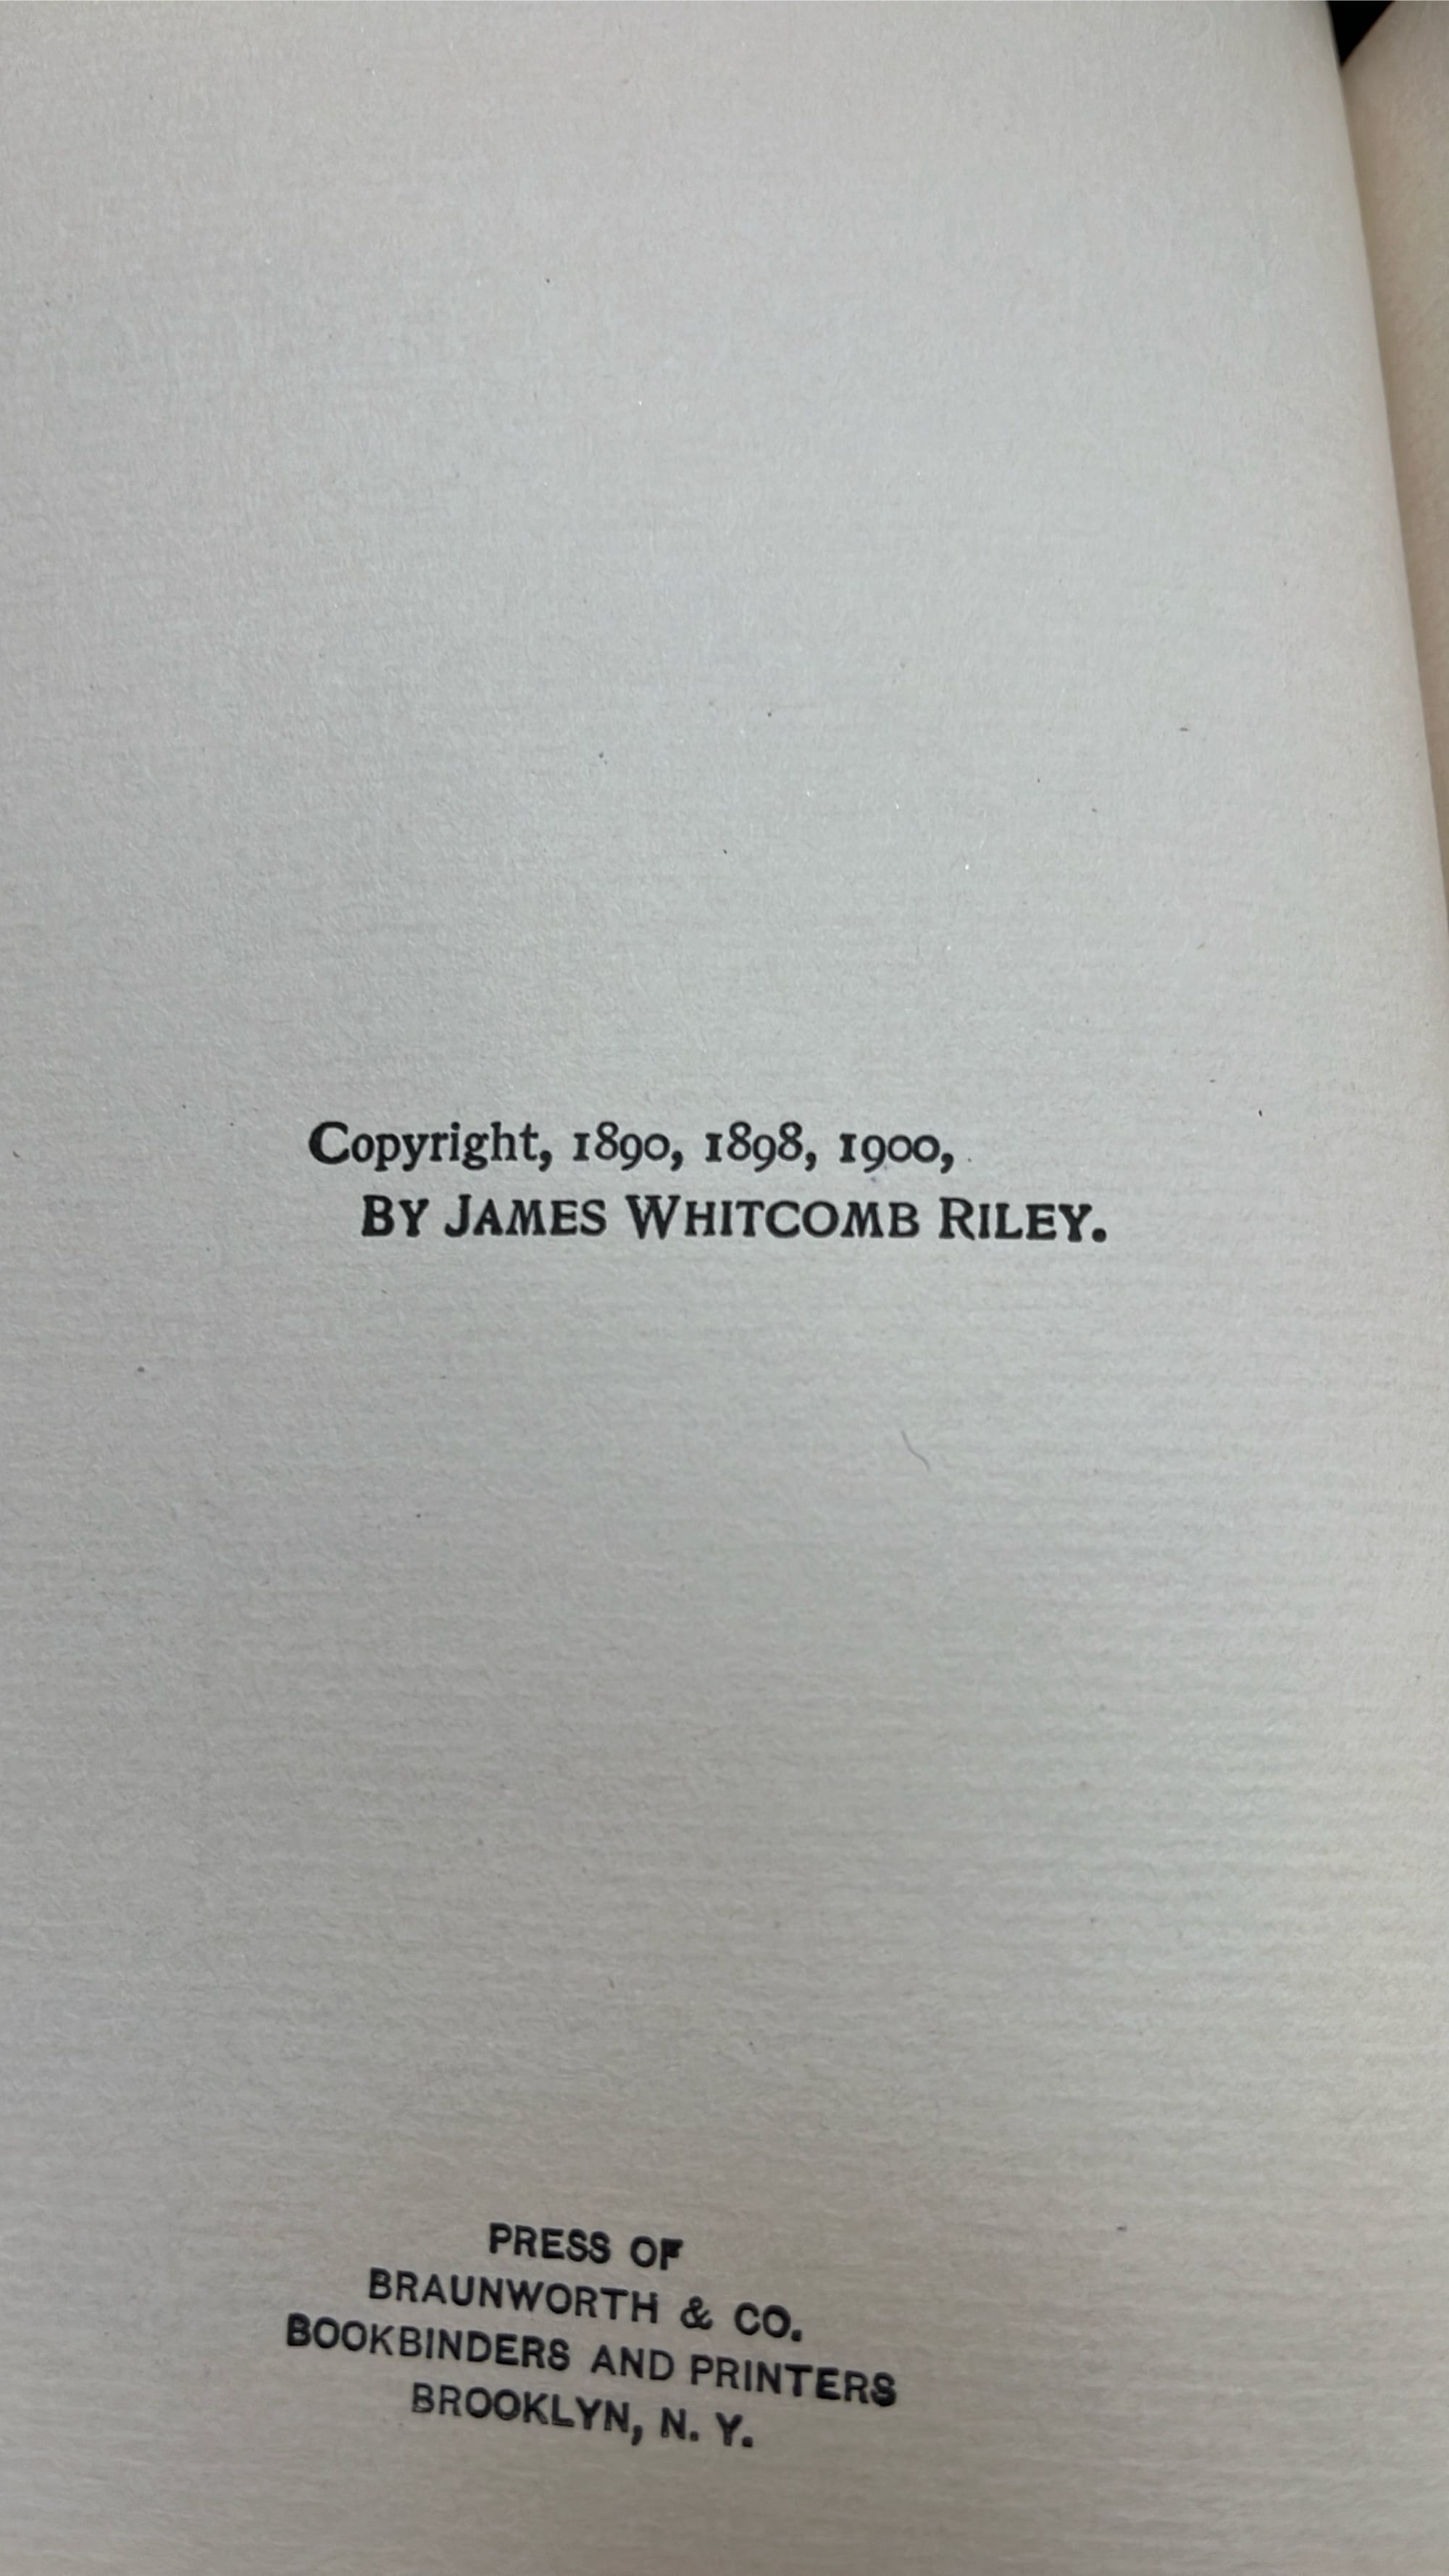 Copyright, 1890, 1898, 1900,
BY JAMES WHITCOMB RILEY.
PRESS OF
BRAUNWORTH & CO.
BOOKBINDERS AND PRINTERS
BROOKLYN, N. Y.